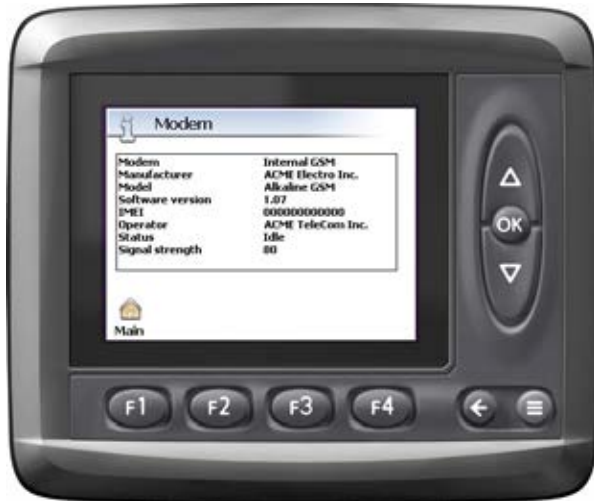 Modem
Modem Internal GSM
Manufacturer ACME Electro Inc.
Model Alkaline GSM
Software version 1.07
IMEI 000000000000
Operator ACME TeleCom Inc.
Status Idle
Signal strength 80
Main
OK
F1 F2 F3 F4